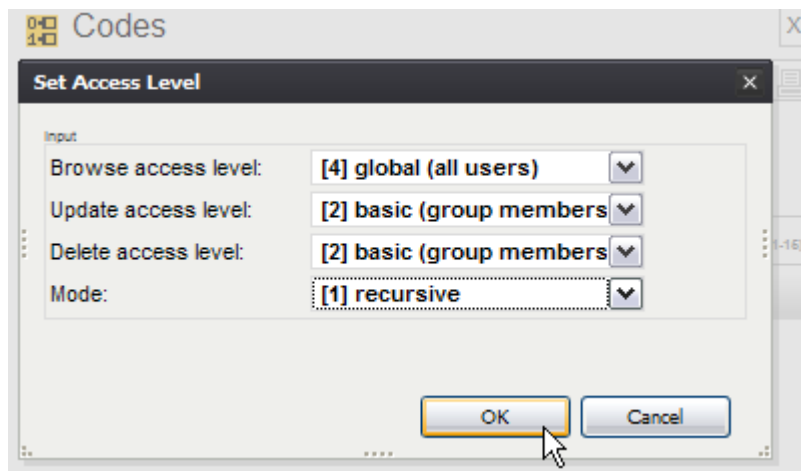 Codes
X
Set Access Level
Input
Browse access level: [4] global (all users)
Update access level: [2] basic (group members
Delete access level: [2] basic (group members
Mode: [1] recursive
OK Cancel